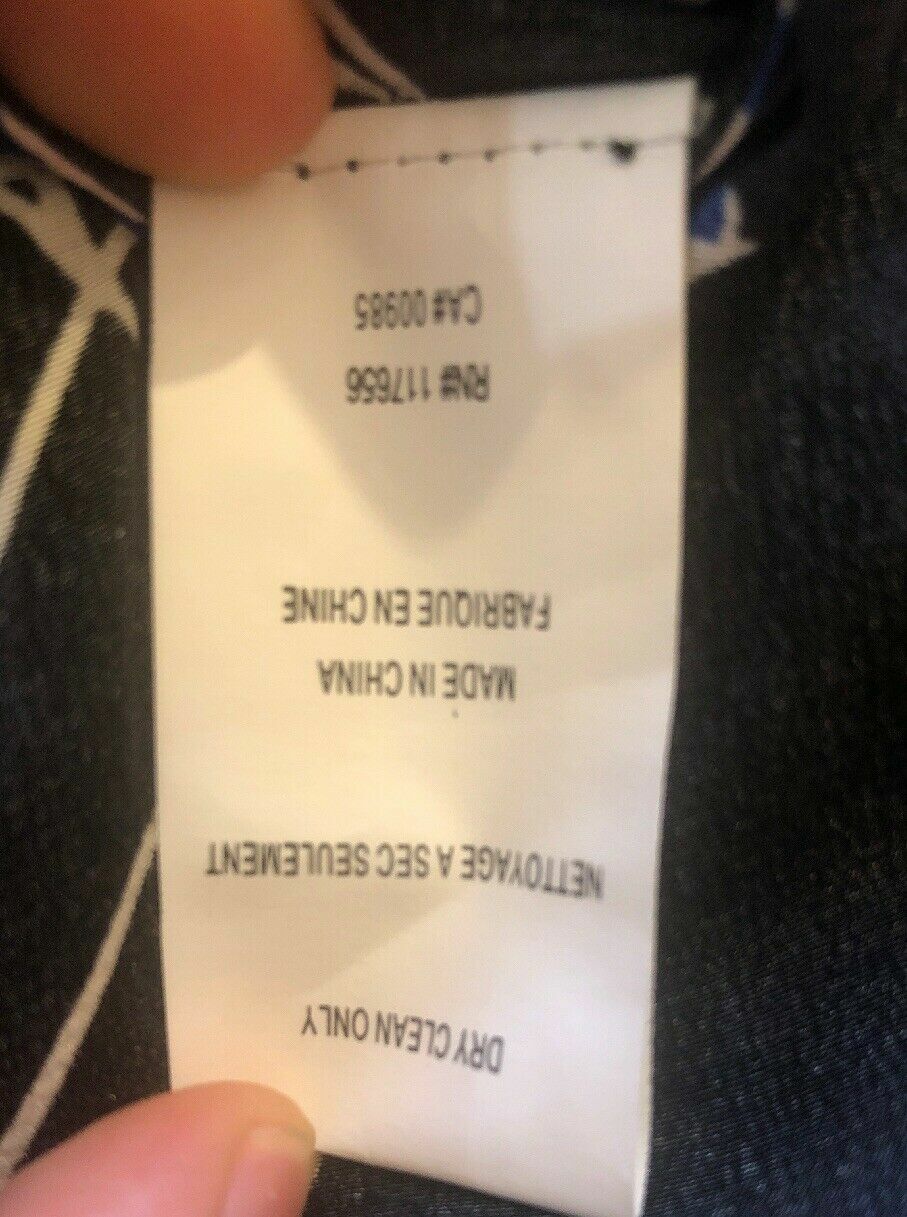 DRY CLEAN ONLY
NETTOYAGE A SEC SEULEMENT
MADE IN CHINA
FABRIQUE EN CHINE
RN# 117656
CA# 00985